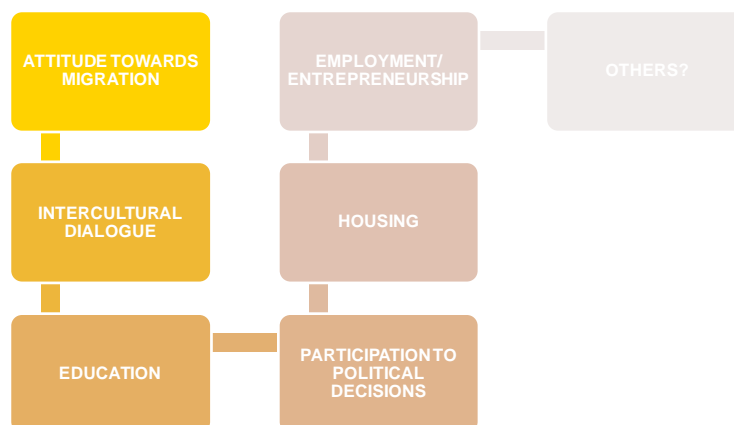 ATTITUDE TOWARDS
MIGRATION
INTERCULTURAL
DIALOGUE
EDUCATION
PARTICIPATION TO
POLITICAL
DECISIONS
HOUSING
EMPLOYMENT/
ENTREPRENEURSHIP
OTHERS?